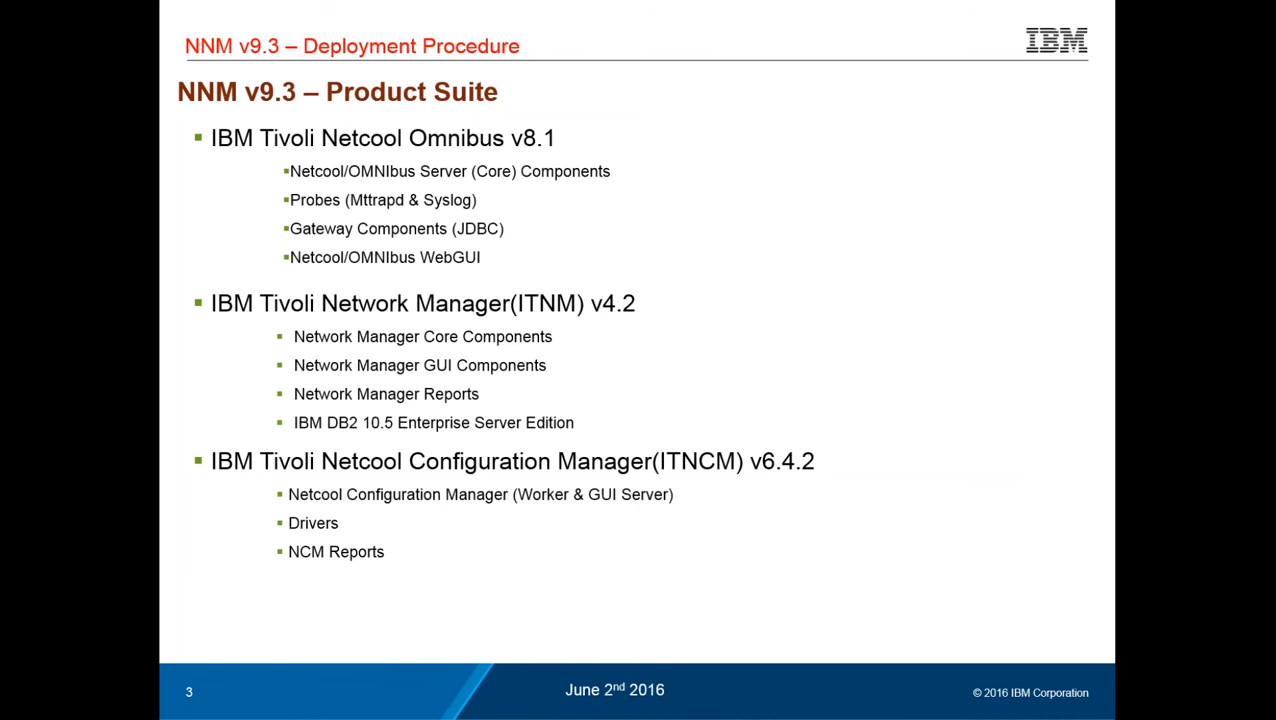 NNM v9.3 – Deployment Procedure
IBM
NNM v9.3 – Product Suite
▪ IBM Tivoli Netcool Omnibus v8.1
▪Netcool/OMNIbus Server (Core) Components
▪Probes (Mttrapd & Syslog)
▪Gateway Components (JDBC)
▪Netcool/OMNIbus WebGUI
▪ IBM Tivoli Network Manager(ITNM) v4.2
▪ Network Manager Core Components
▪ Network Manager GUI Components
▪ Network Manager Reports
▪ IBM DB2 10.5 Enterprise Server Edition
▪ IBM Tivoli Netcool Configuration Manager(ITNCM) v6.4.2
▪ Netcool Configuration Manager (Worker & GUI Server)
▪ Drivers
▪ NCM Reports
3
June 2nd 2016
© 2016 IBM Corporation